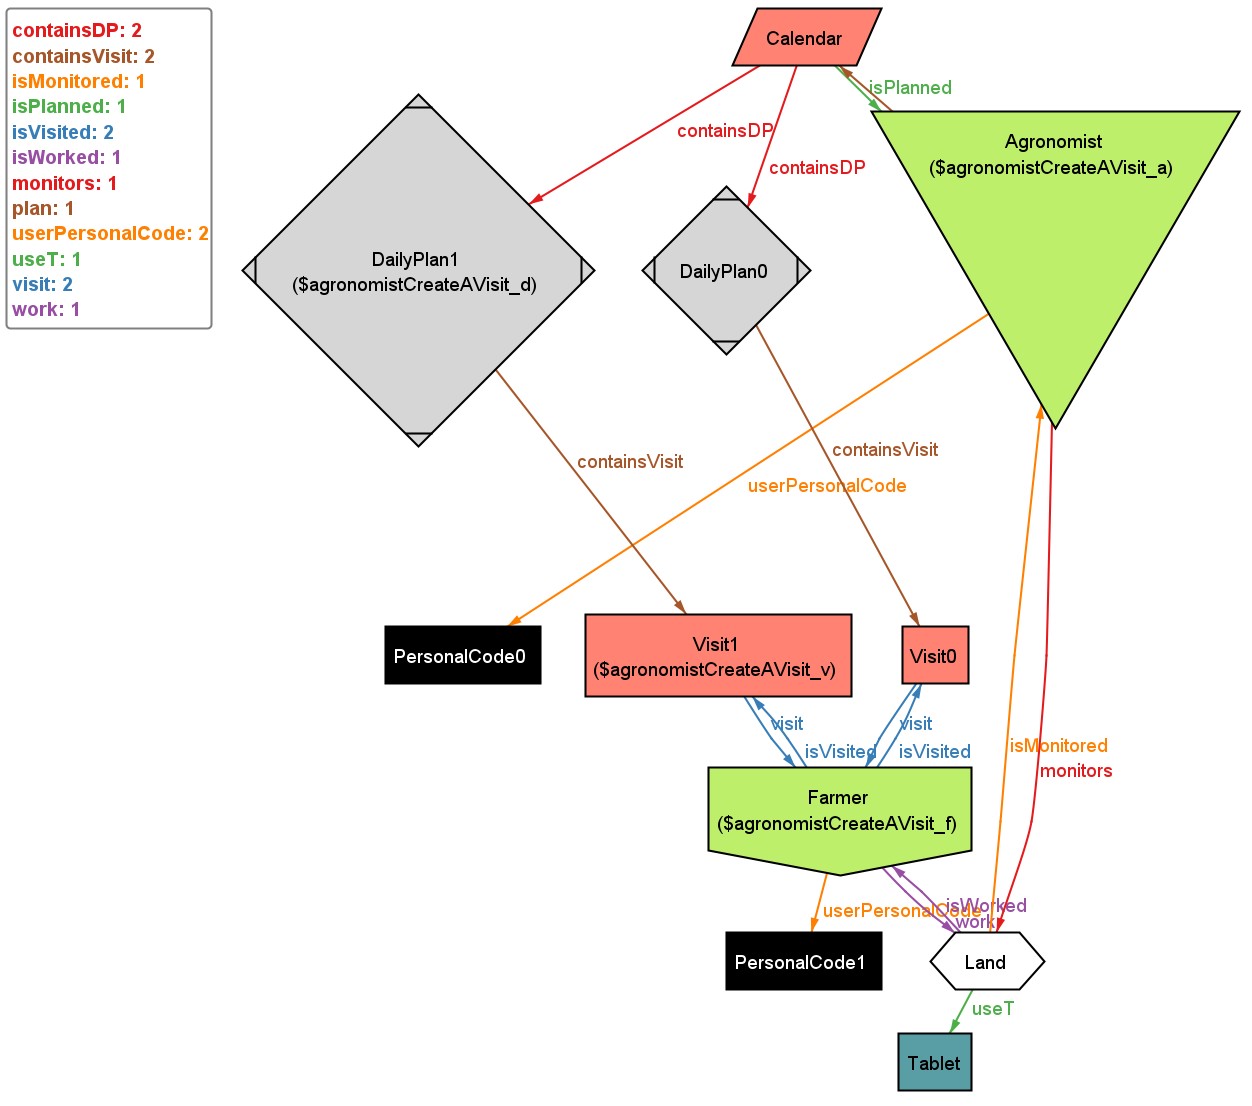 containsDP: 2
containsVisit: 2
isMonitored: 1
isPlanned: 1
isVisited: 2
isWorked: 1
monitors: 1
plan: 1
userPersonalCode: 2
useT: 1
visit: 2
work: 1
Calendar
isPlanned
containsDP
containsDP
Agronomist
($agronomistCreateAVisit_a)
DailyPlan1
($agronomistCreateAVisit_d)
DailyPlan0
containsVisit
containsVisit
userPersonalCode
PersonalCode0
Visit1
($agronomistCreateAVisit_v)
Visit0
visit
isVisited
visit
isVisited
isMonitored
monitors
Farmer
($agronomistCreateAVisit_f)
userPersonalCode
isWorked
work
PersonalCode1
Land
useT
Tablet